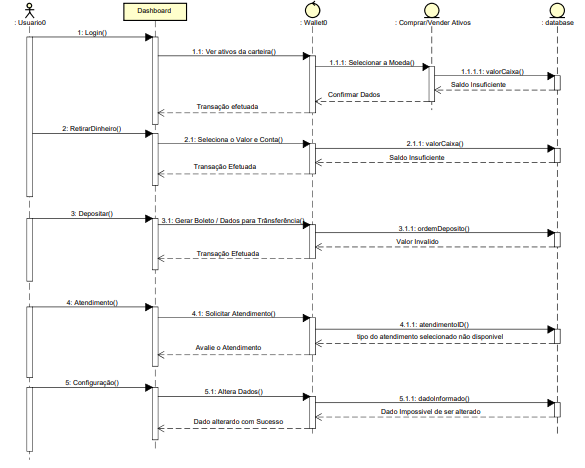 Dashboard
: Usuario0
: Wallet0
: Comprar/Vender Ativos
: database
1: Login()
1.1: Ver ativos da carteira()
1.1.1: Selecionar a Moeda()
1.1.1.1: valorCaixa()
Saldo Insuficiente
Confirmar Dados
Transação efetuada
2: RetirarDinheiro()
2.1: Seleciona o Valor e Conta()
2.1.1: valorCaixa()
Saldo Insuficiente
Transação Efetuada
3: Depositar()
3.1: Gerar Boleto / Dados para Trânsferência()
3.1.1: ordemDeposito()
Valor Invalido
Transação Efetuada
4: Atendimento()
4.1: Solicitar Atendimento()
4.1.1: atendimentoID()
tipo do atendimento selecionado não disponivel
Avalie o Atendimento
5: Configuração()
5.1: Altera Dados()
5.1.1: dadoInformado()
Dado Impossivel de ser alterado
Dado alterardo com Sucesso